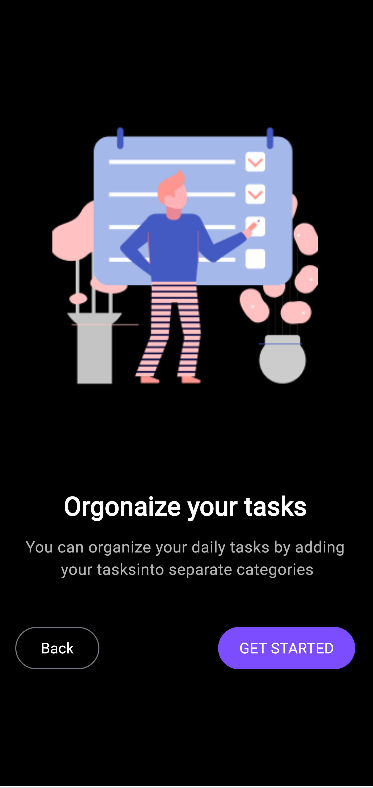 Orgonaize your tasks
You can organize your daily tasks by adding
your tasksinto separate categories
Back
GET STARTED